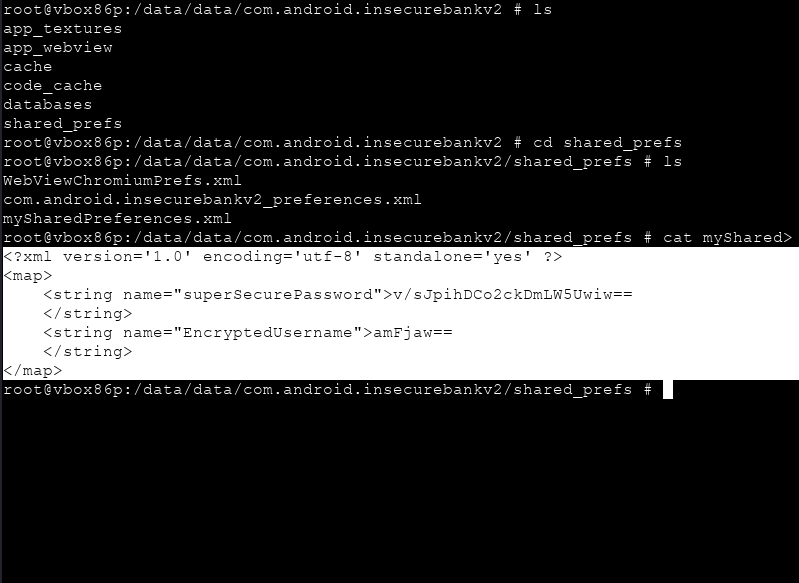 root@vbox86p:/data/data/com.android.insecurebankv2 # ls
app_textures
app_webview
cache
code_cache
databases
shared_prefs
root@vbox86p:/data/data/com.android.insecurebankv2 # cd shared_prefs
root@vbox86p:/data/data/com.android.insecurebankv2/shared_prefs # ls
WebViewChromiumPrefs.xml
com.android.insecurebankv2_preferences.xml
mySharedPreferences.xml
root@vbox86p:/data/data/com.android.insecurebankv2/shared_prefs # cat myShared>
<?xml version='1.0' encoding='utf-8' standalone='yes' ?>
<map>
    <string name="superSecurePassword">v/sJpihDCo2ckDmLW5Uwiw==
    </string>
    <string name="EncryptedUsername">amFjaw==
    </string>
</map>
root@vbox86p:/data/data/com.android.insecurebankv2/shared_prefs #